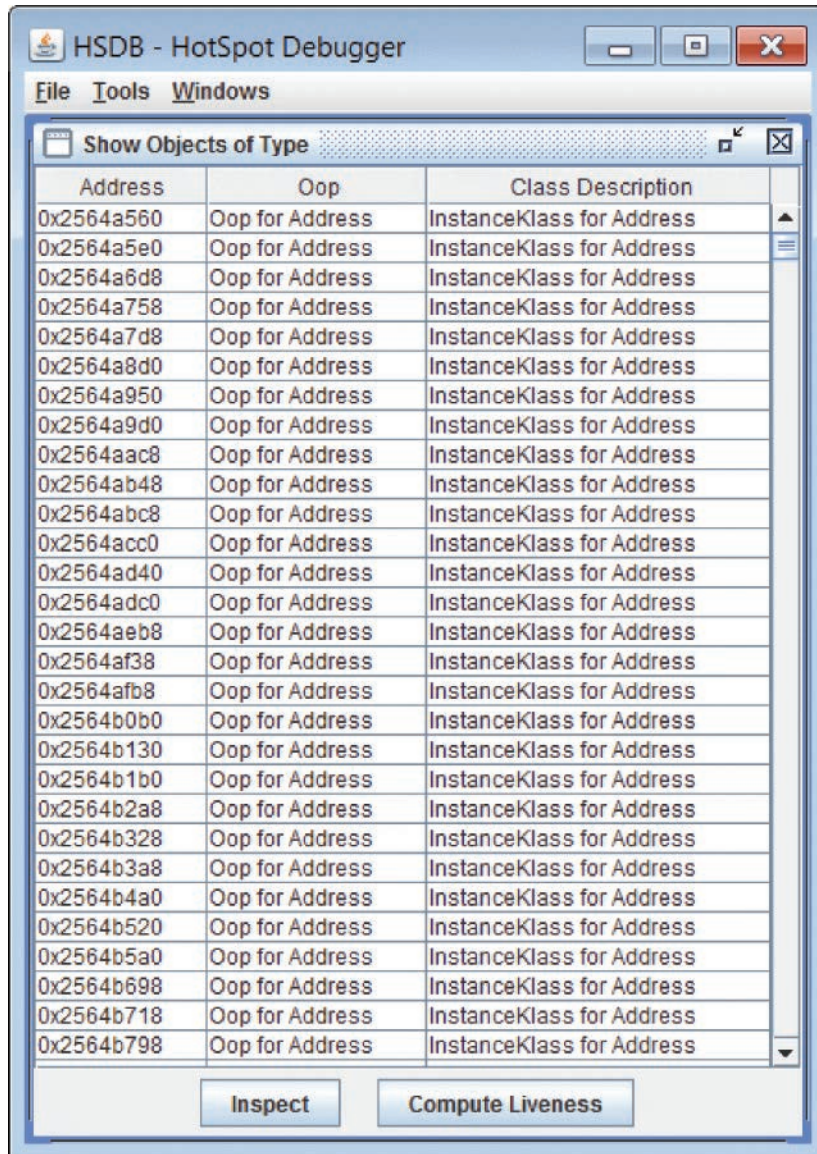 HSDB - HotSpot Debugger
File Tools Windows
Show Objects of Type
Address Oop Class Description
0x2564a560 Oop for Address InstanceKlass for Address
0x2564a5e0 Oop for Address InstanceKlass for Address
0x2564a6d8 Oop for Address InstanceKlass for Address
0x2564a758 Oop for Address InstanceKlass for Address
0x2564a7d8 Oop for Address InstanceKlass for Address
0x2564a8d0 Oop for Address InstanceKlass for Address
0x2564a950 Oop for Address InstanceKlass for Address
0x2564a9d0 Oop for Address InstanceKlass for Address
0x2564aac8 Oop for Address InstanceKlass for Address
0x2564ab48 Oop for Address InstanceKlass for Address
0x2564abc8 Oop for Address InstanceKlass for Address
0x2564acc0 Oop for Address InstanceKlass for Address
0x2564ad40 Oop for Address InstanceKlass for Address
0x2564adc0 Oop for Address InstanceKlass for Address
0x2564aeb8 Oop for Address InstanceKlass for Address
0x2564af38 Oop for Address InstanceKlass for Address
0x2564afb8 Oop for Address InstanceKlass for Address
0x2564b0b0 Oop for Address InstanceKlass for Address
0x2564b130 Oop for Address InstanceKlass for Address
0x2564b1b0 Oop for Address InstanceKlass for Address
0x2564b2a8 Oop for Address InstanceKlass for Address
0x2564b328 Oop for Address InstanceKlass for Address
0x2564b3a8 Oop for Address InstanceKlass for Address
0x2564b4a0 Oop for Address InstanceKlass for Address
0x2564b520 Oop for Address InstanceKlass for Address
0x2564b5a0 Oop for Address InstanceKlass for Address
0x2564b698 Oop for Address InstanceKlass for Address
0x2564b718 Oop for Address InstanceKlass for Address
0x2564b798 Oop for Address InstanceKlass for Address
Inspect Compute Liveness